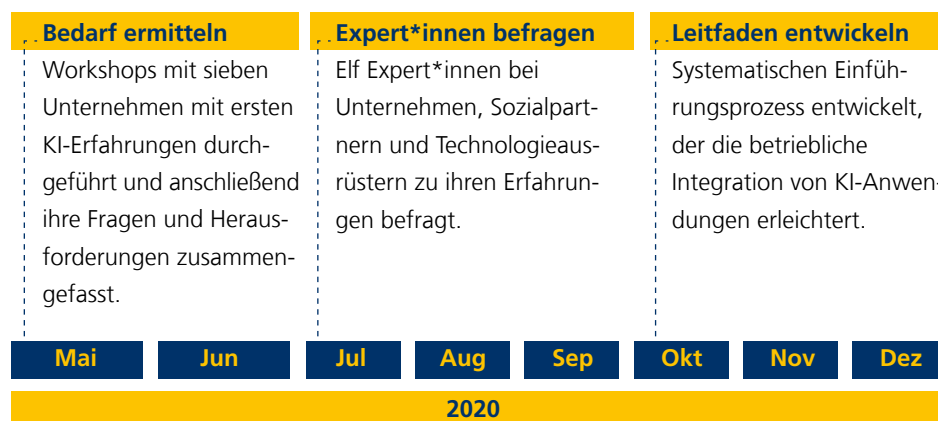 Bedarf ermitteln
Workshops mit sieben
Unternehmen mit ersten
KI-Erfahrungen durch-
geführt und anschließend
ihre Fragen und Heraus-
forderungen zusammen-
gefasst.
Expert*innen befragen
Elf Expert*innen bei
Unternehmen, Sozialpart-
nern und Technologieaus-
rüstern zu ihren Erfahrun-
gen befragt.
Leitfaden entwickeln
Systematischen Einfüh-
rungsprozess entwickelt,
der die betriebliche
Integration von KI-Anwen-
dungen erleichtert.
Mai Jun Jul Aug Sep Okt Nov Dez
2020